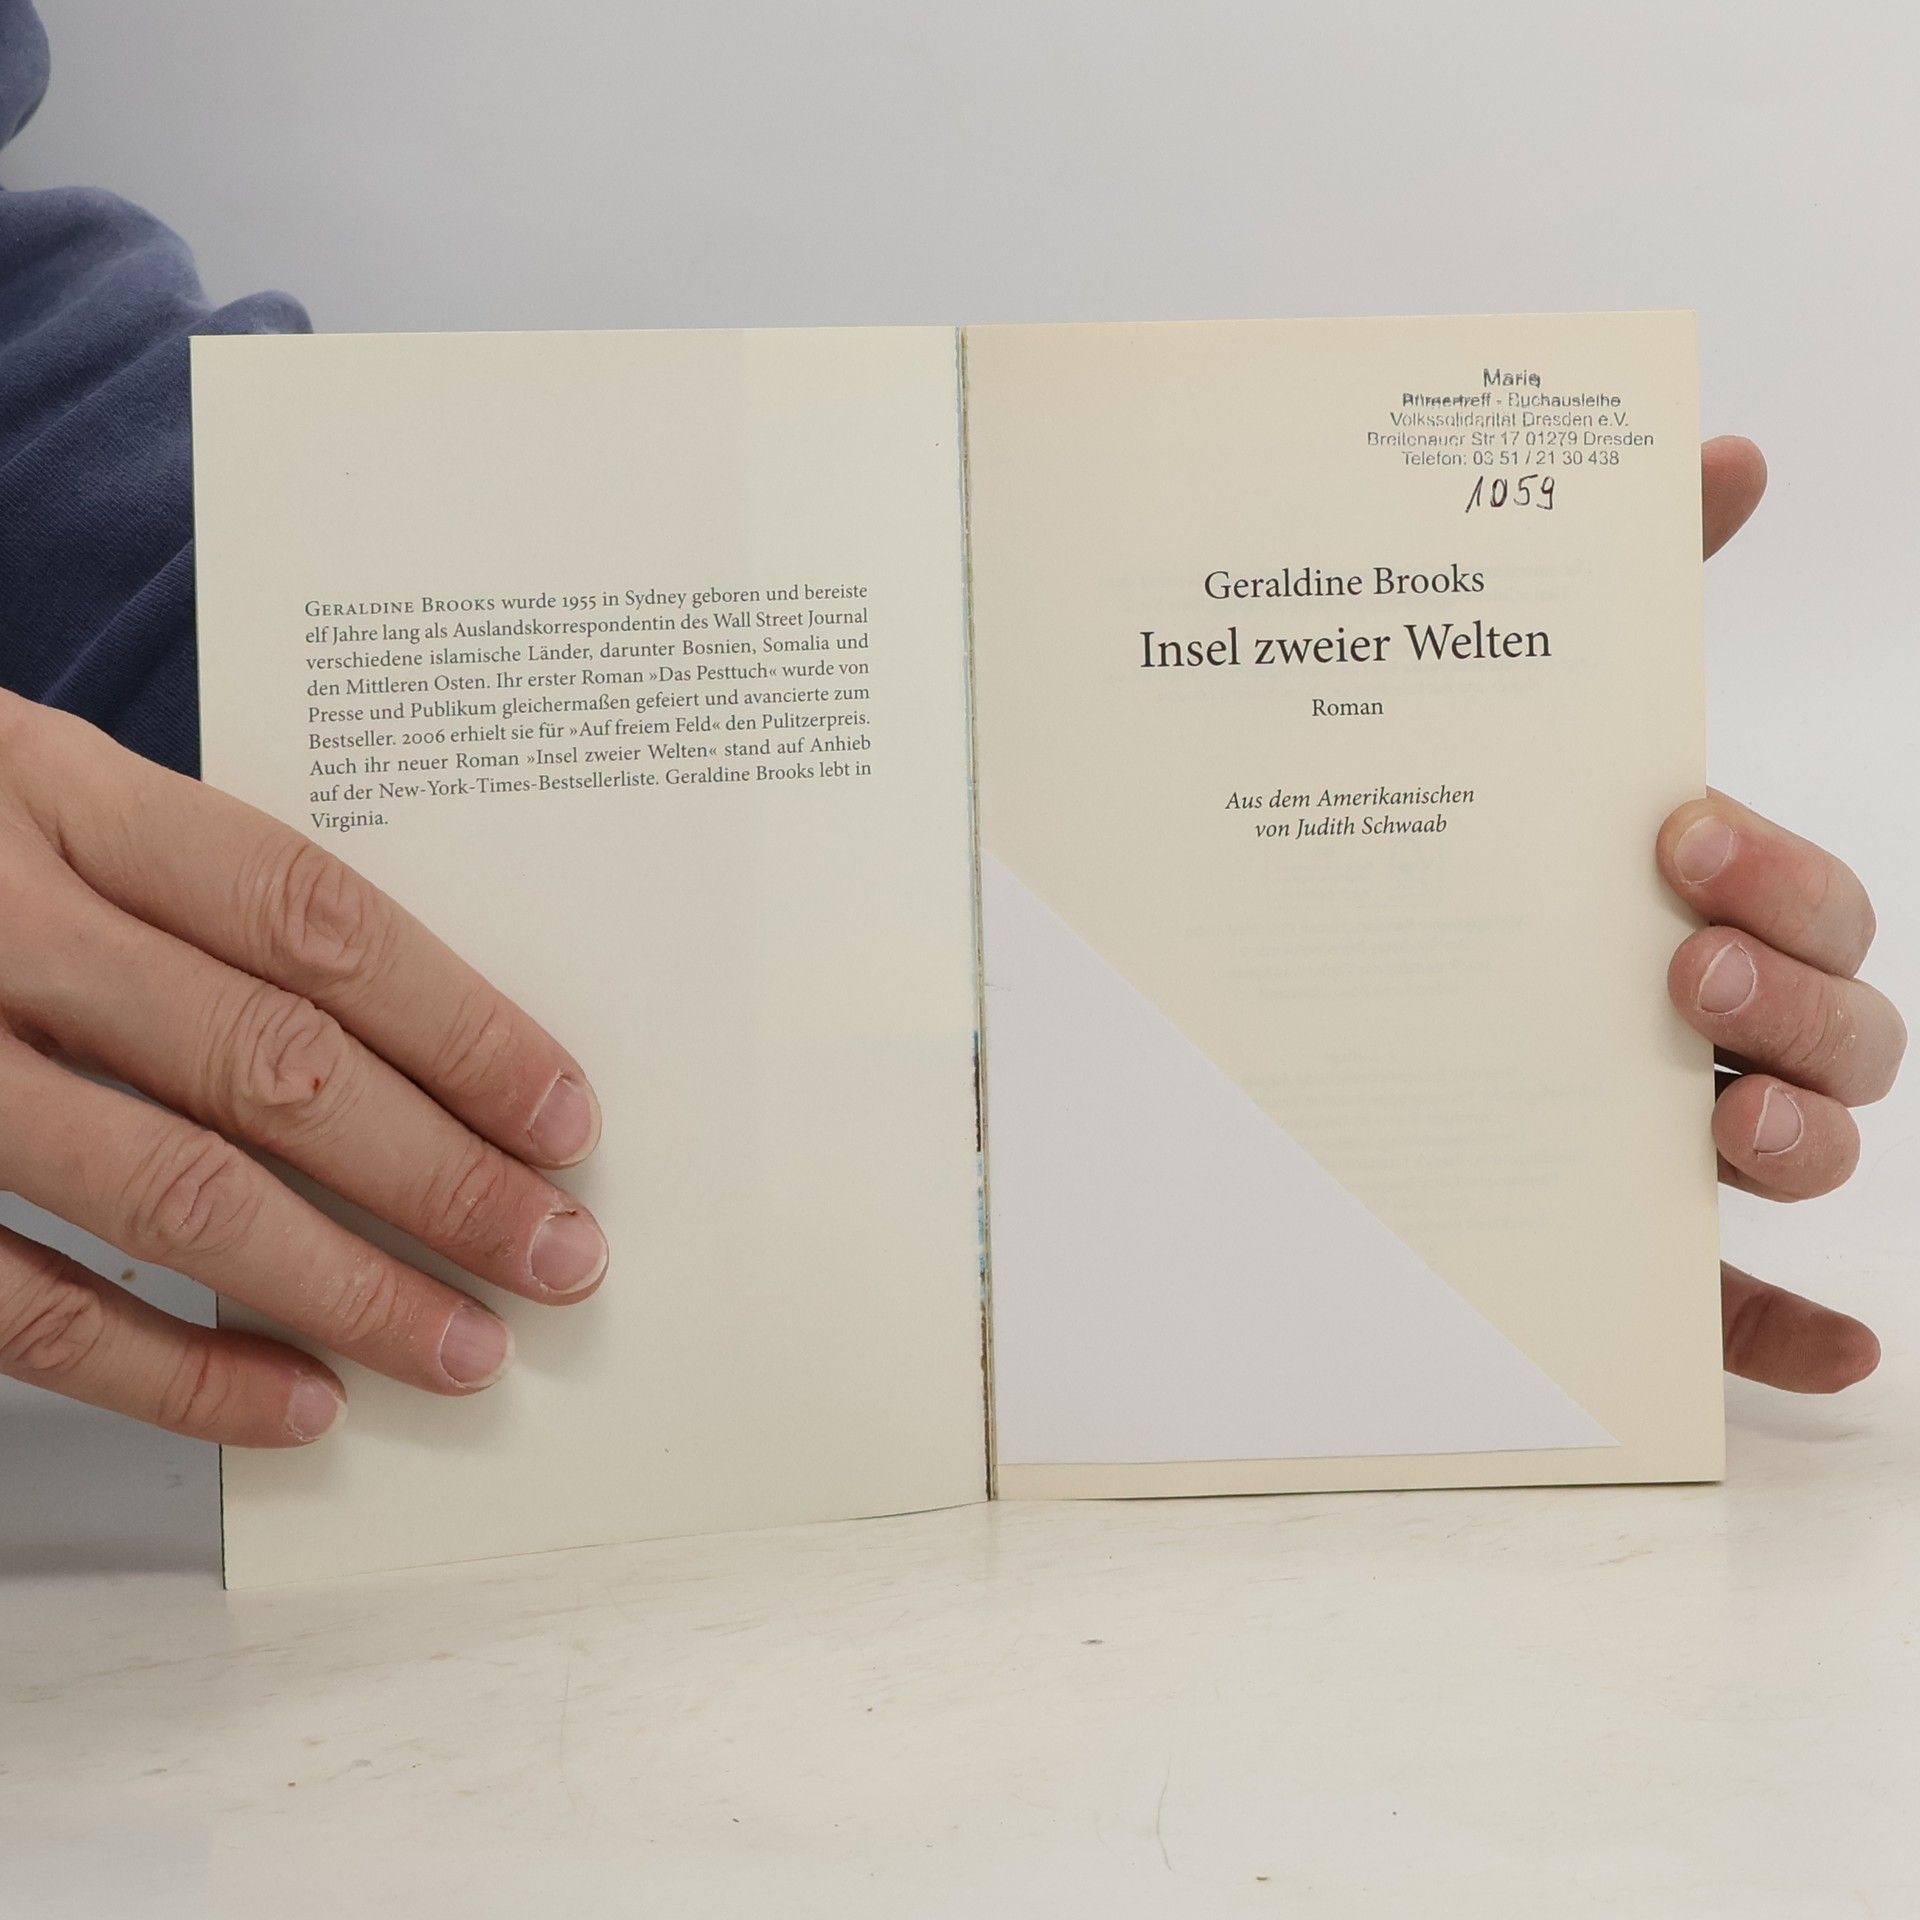 GERALDINE BROOKS wurde 1955 in Sydney geboren und bereiste
elf Jahre lang als Auslandskorrespondentin des Wall Street Journal
verschiedene islamische Länder, darunter Bosnien, Somalia und
den Mittleren Osten. Ihr erster Roman »Das Pesttuch« wurde von
Presse und Publikum gleichermaßen gefeiert und avancierte zum
Bestseller. 2006 erhielt sie für »Auf freiem Feld« den Pulitzerpreis.
Auch ihr neuer Roman »Insel zweier Welten« stand auf Anhieb
auf der New-York-Times-Bestsellerliste. Geraldine Brooks lebt in
Virginia.
Marie
- Buchausleihe
Volkssolidarität Dresden e.V.
Breitenauer Str 17 01279 Dresden
Telefon: 03 51 / 21 30 438
1059
Geraldine Brooks
Insel zweier Welten
Roman
Aus dem Amerikanischen
von Judith Schwaab